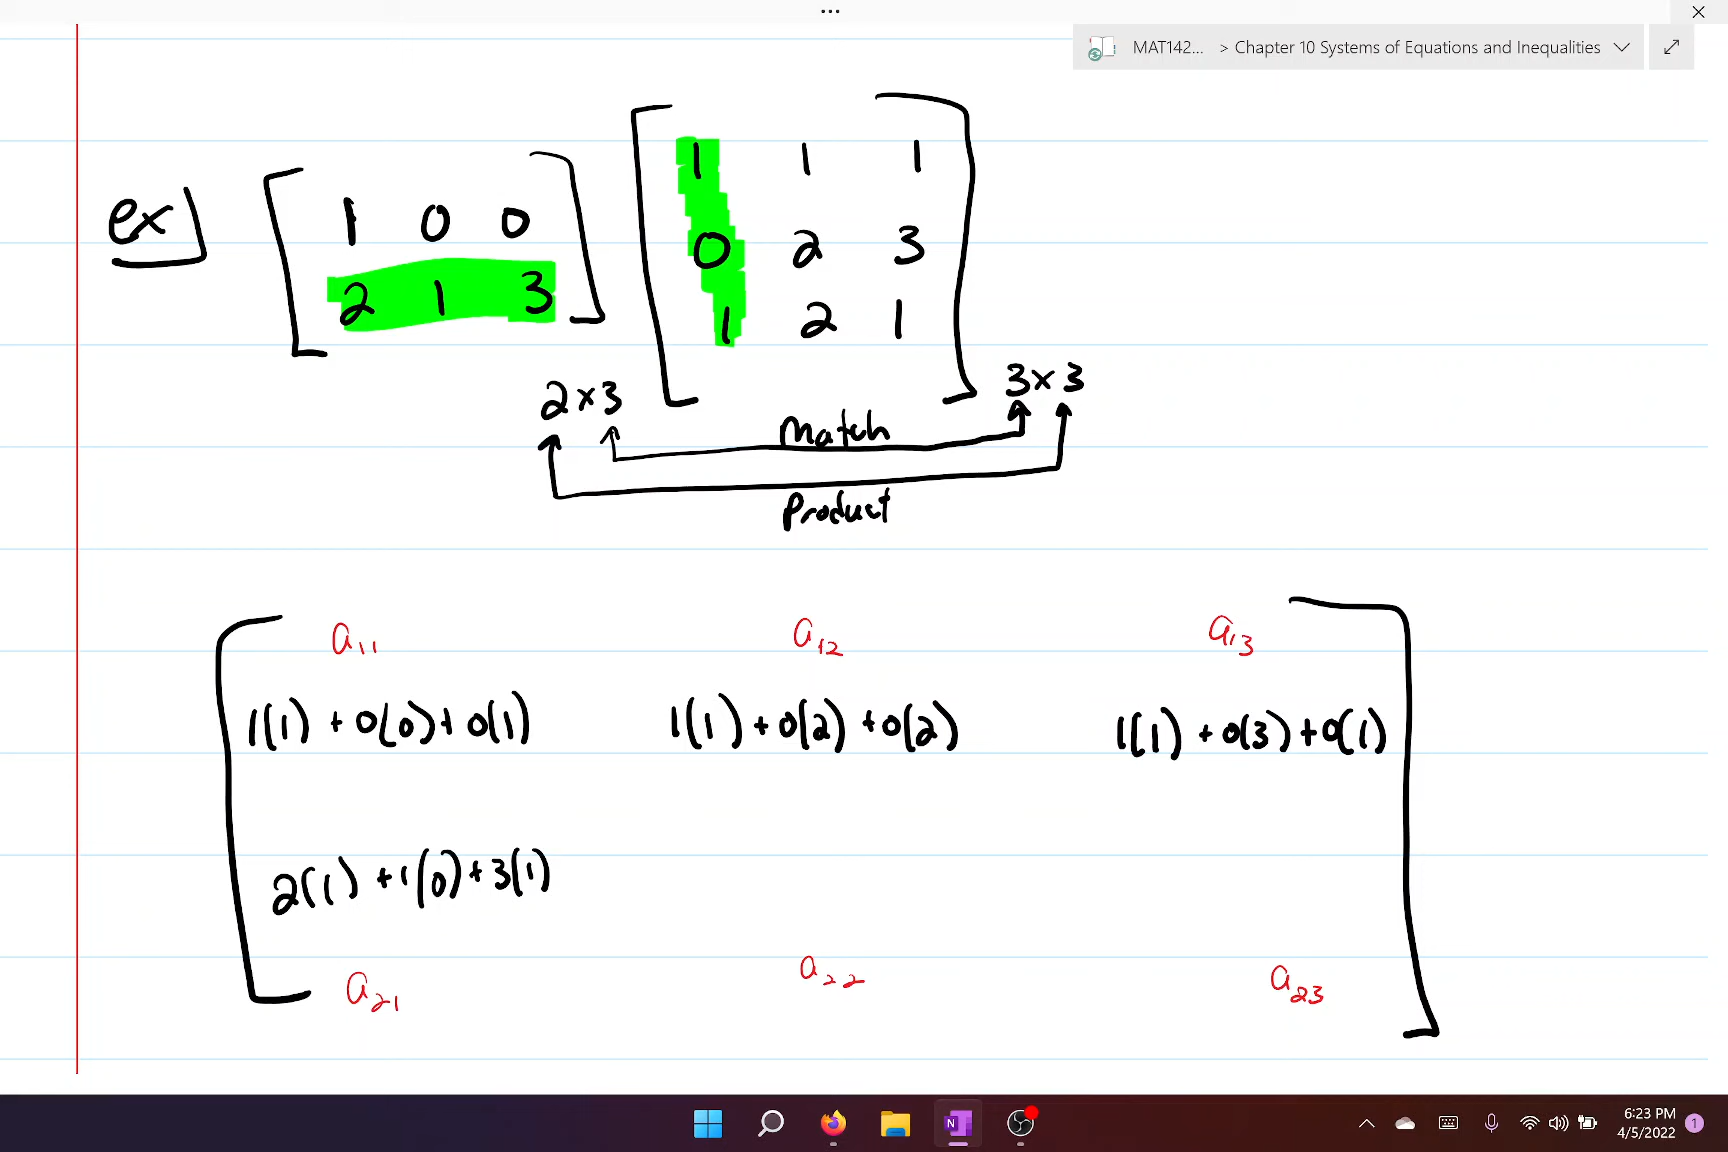 MAT142... > Chapter 10 Systems of Equations and Inequalities
ex
1 0 0
2 1 3
1 1 1
0 2 3
1 2 1
2 x 3
3 x 3
Match
Product
a11 a12 a13
1(1) + 0(0) + 0(1) 1(1) + 0(2) + 0(2) 1(1) + 0(3) + 0(1)
2(1) + 1(0) + 3(1)
a21 a22 a23
N
6:23 PM
4/5/2022
1